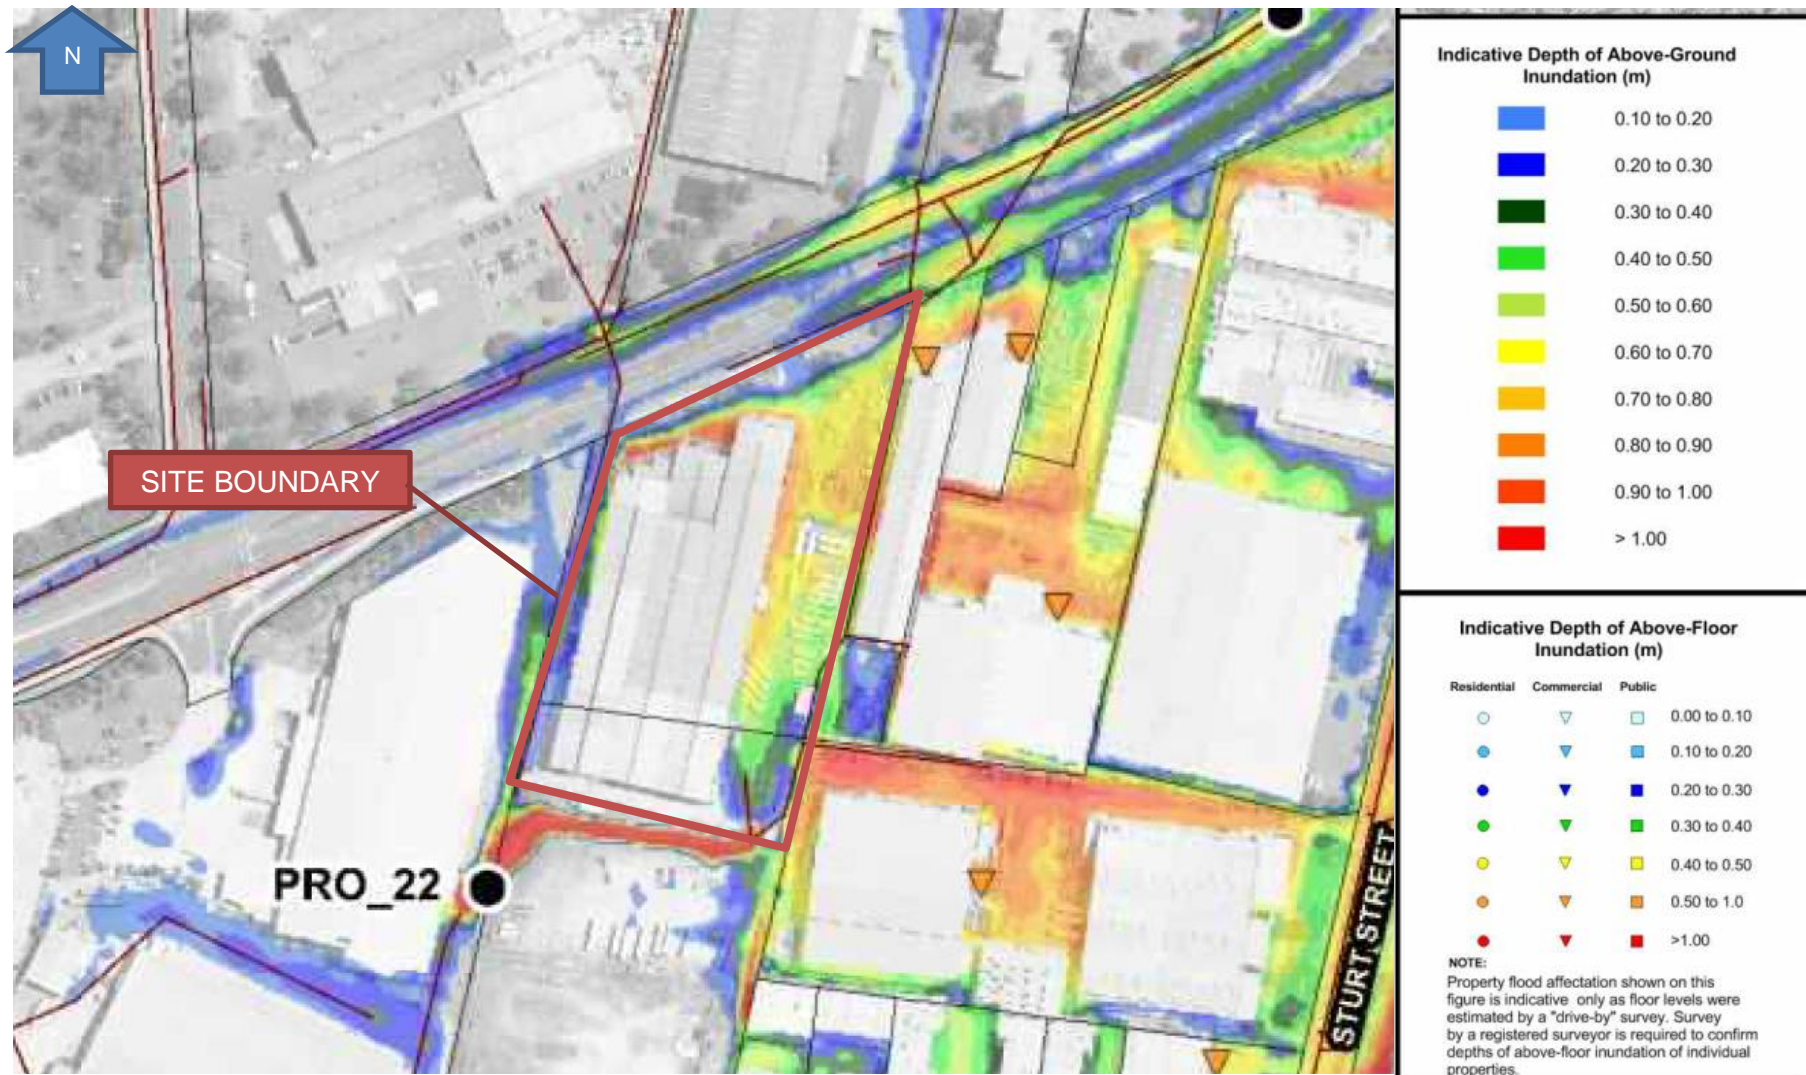 N
SITE BOUNDARY
PRO_22
STURT STREET
Indicative Depth of Above-Ground
Inundation (m)
0.10 to 0.20
0.20 to 0.30
0.30 to 0.40
0.40 to 0.50
0.50 to 0.60
0.60 to 0.70
0.70 to 0.80
0.80 to 0.90
0.90 to 1.00
> 1.00
Indicative Depth of Above-Floor
Inundation (m)
Residential Commercial Public
0.00 to 0.10
0.10 to 0.20
0.20 to 0.30
0.30 to 0.40
0.40 to 0.50
0.50 to 1.0
>1.00
NOTE:
Property flood affectation shown on this
figure is indicative only as floor levels were
estimated by a "drive-by" survey. Survey
by a registered surveyor is required to confirm
depths of above-floor inundation of individual
properties.